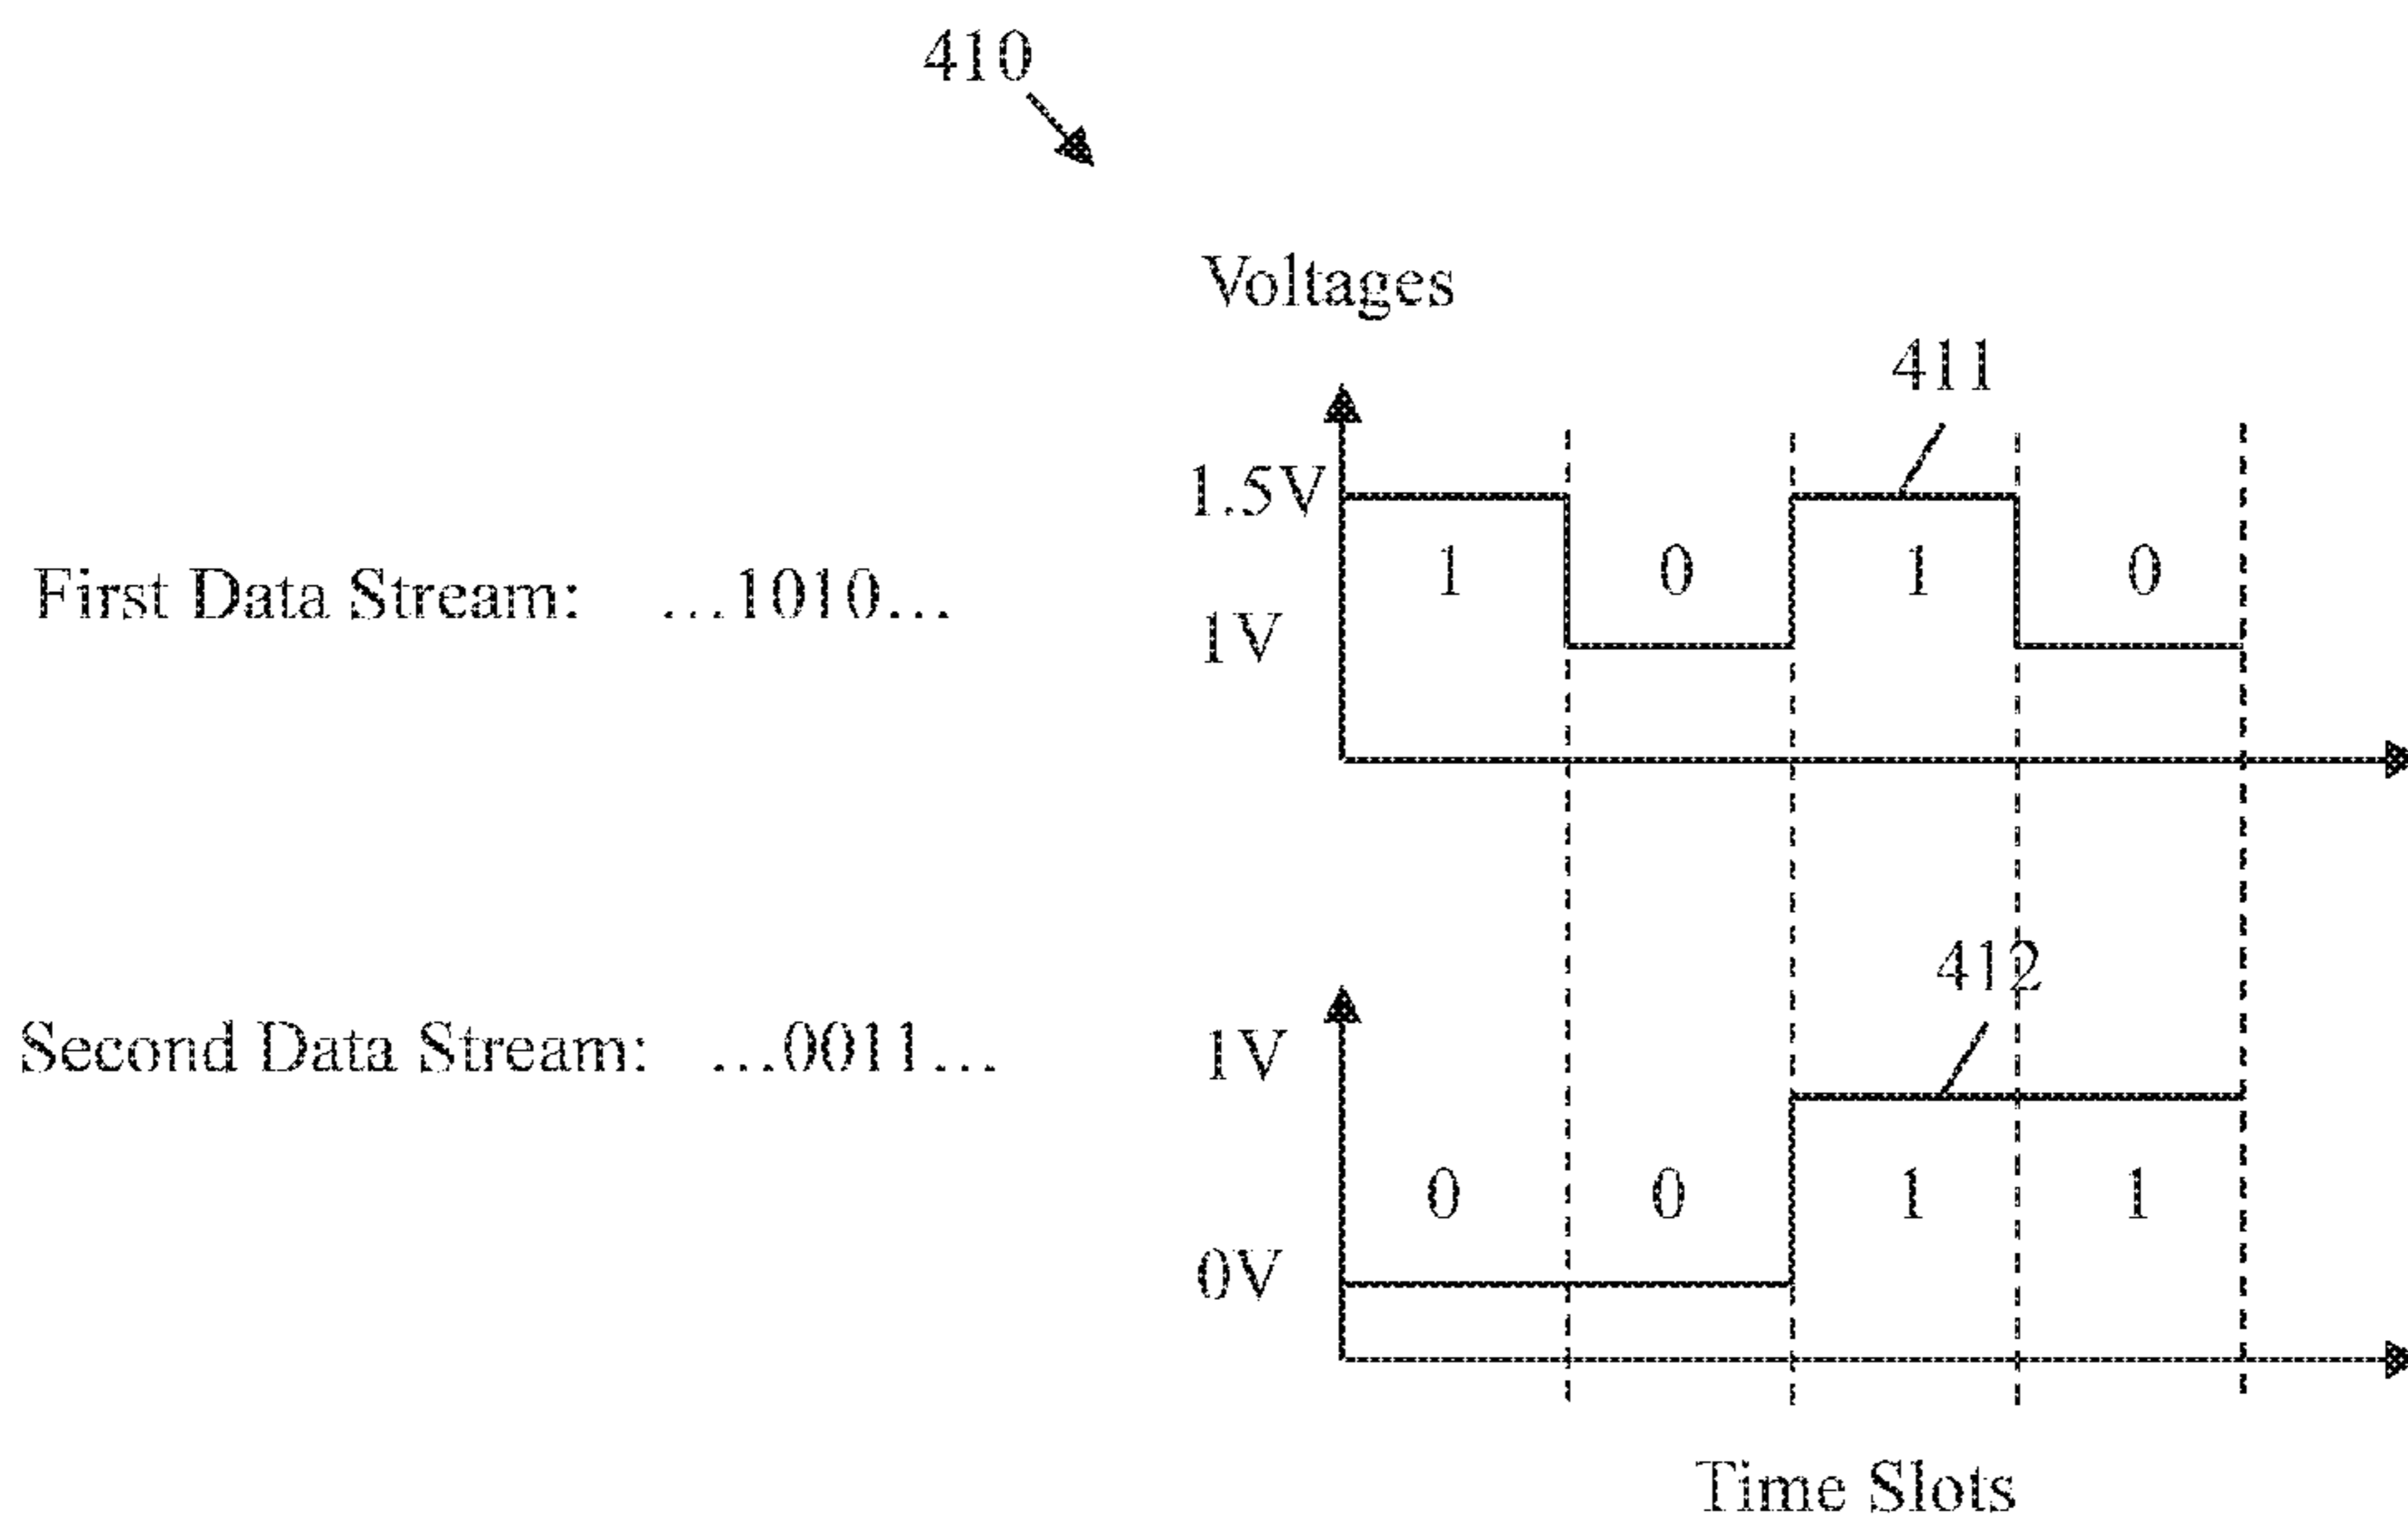 410
Voltages
411
1.5V
1 0 1 0
First Data Stream: ...1010...
1V
412
Second Data Stream: ...0011...
1V
0 0 1 1
0V
Time Slots